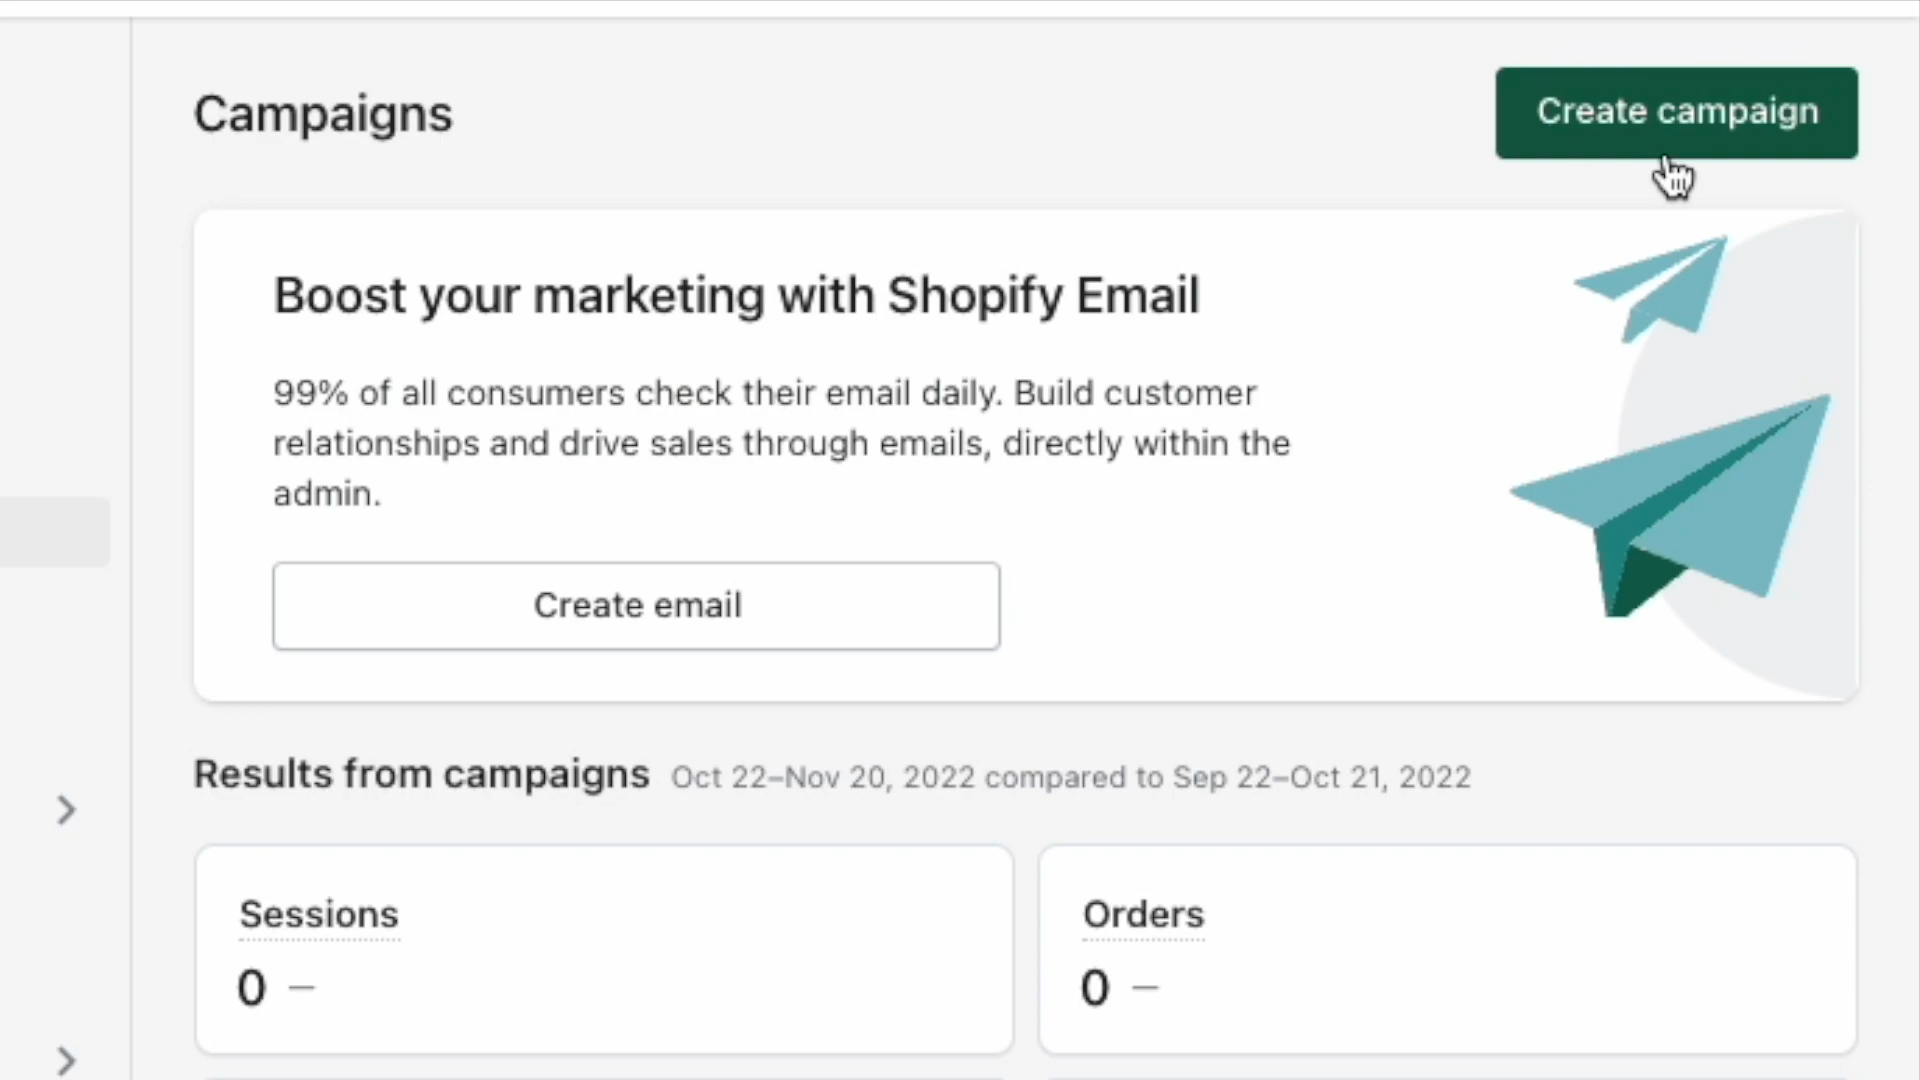 Campaigns
Create campaign
Boost your marketing with Shopify Email
99% of all consumers check their email daily. Build customer
relationships and drive sales through emails, directly within the
admin.
Create email
Results from campaigns Oct 22–Nov 20, 2022 compared to Sep 22–Oct 21, 2022
Sessions
0 –
Orders
0 –